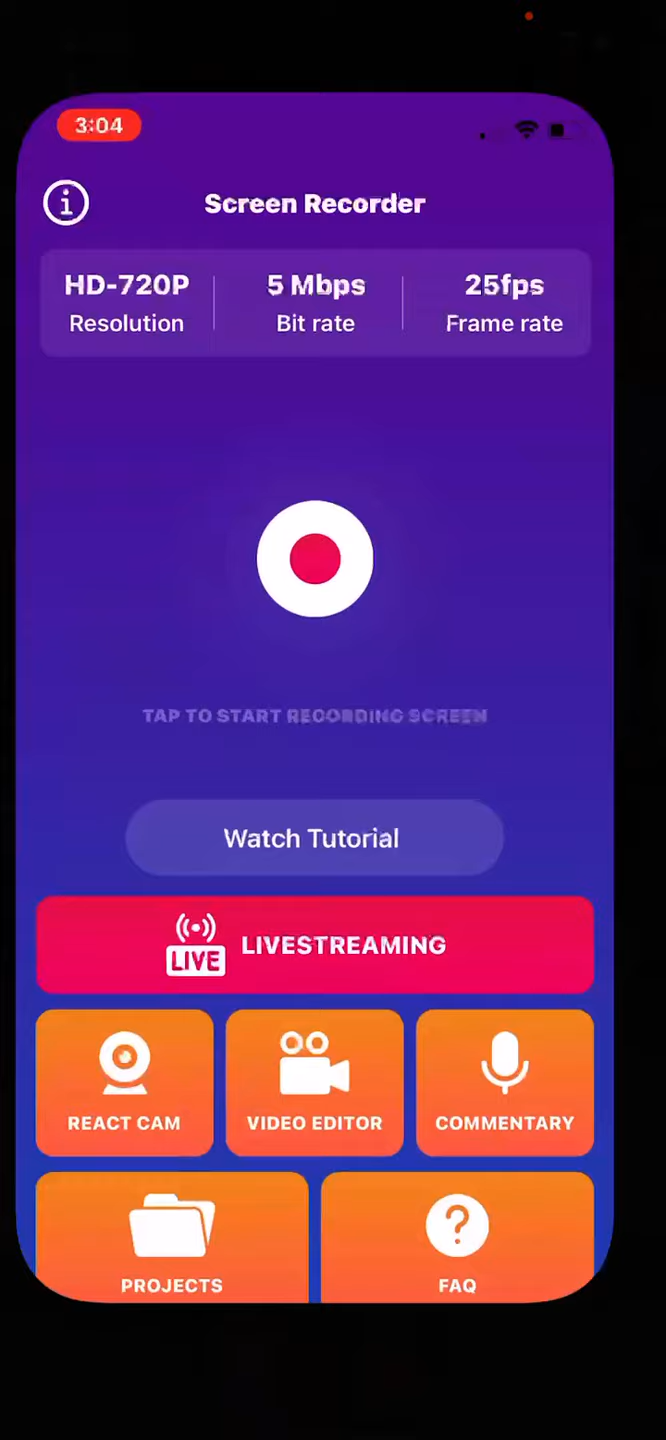 3:04
Screen Recorder
HD-720P 5 Mbps 25fps
Resolution Bit rate Frame rate
TAP TO START RECORDING SCREEN
Watch Tutorial
LIVE LIVESTREAMING
REACT CAM VIDEO EDITOR COMMENTARY
PROJECTS FAQ